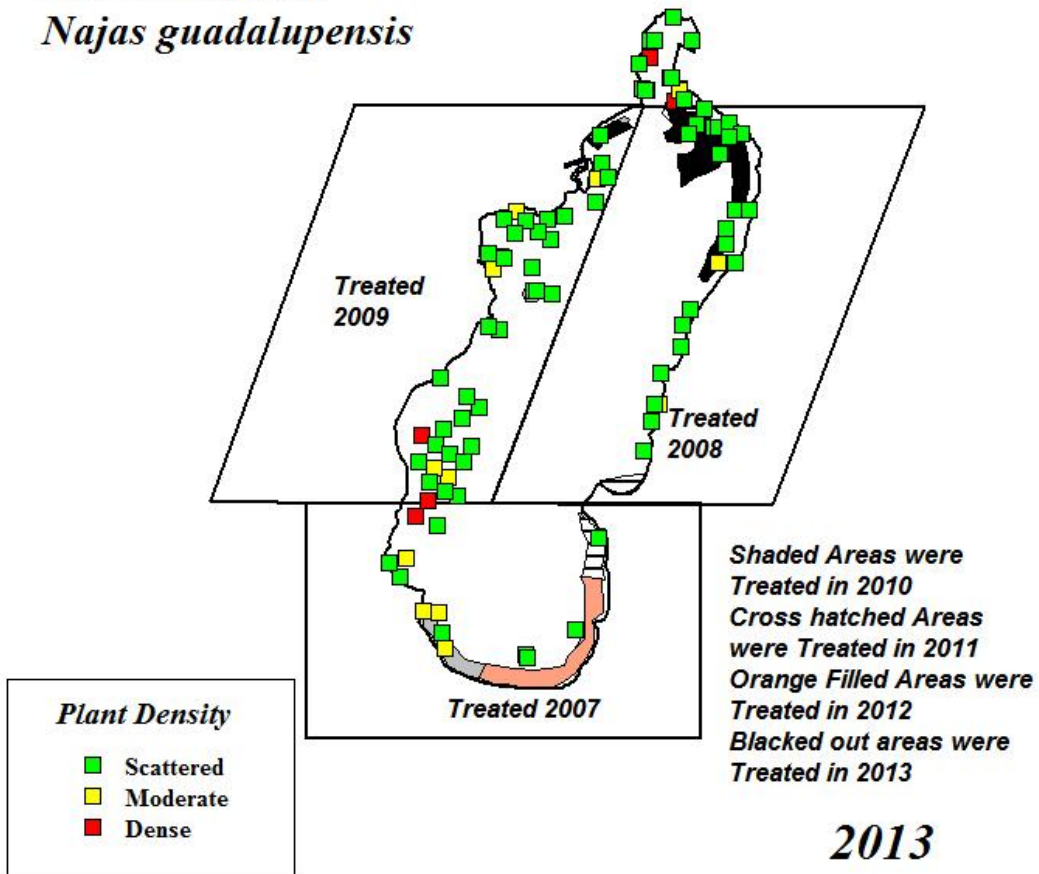 Najas guadalupensis
Treated
2009
Treated
2008
Shaded Areas were
Treated in 2010
Cross hatched Areas
were Treated in 2011
Orange Filled Areas were
Treated in 2012
Blacked out areas were
Treated in 2013
Treated 2007
Plant Density
Scattered
Moderate
Dense
2013